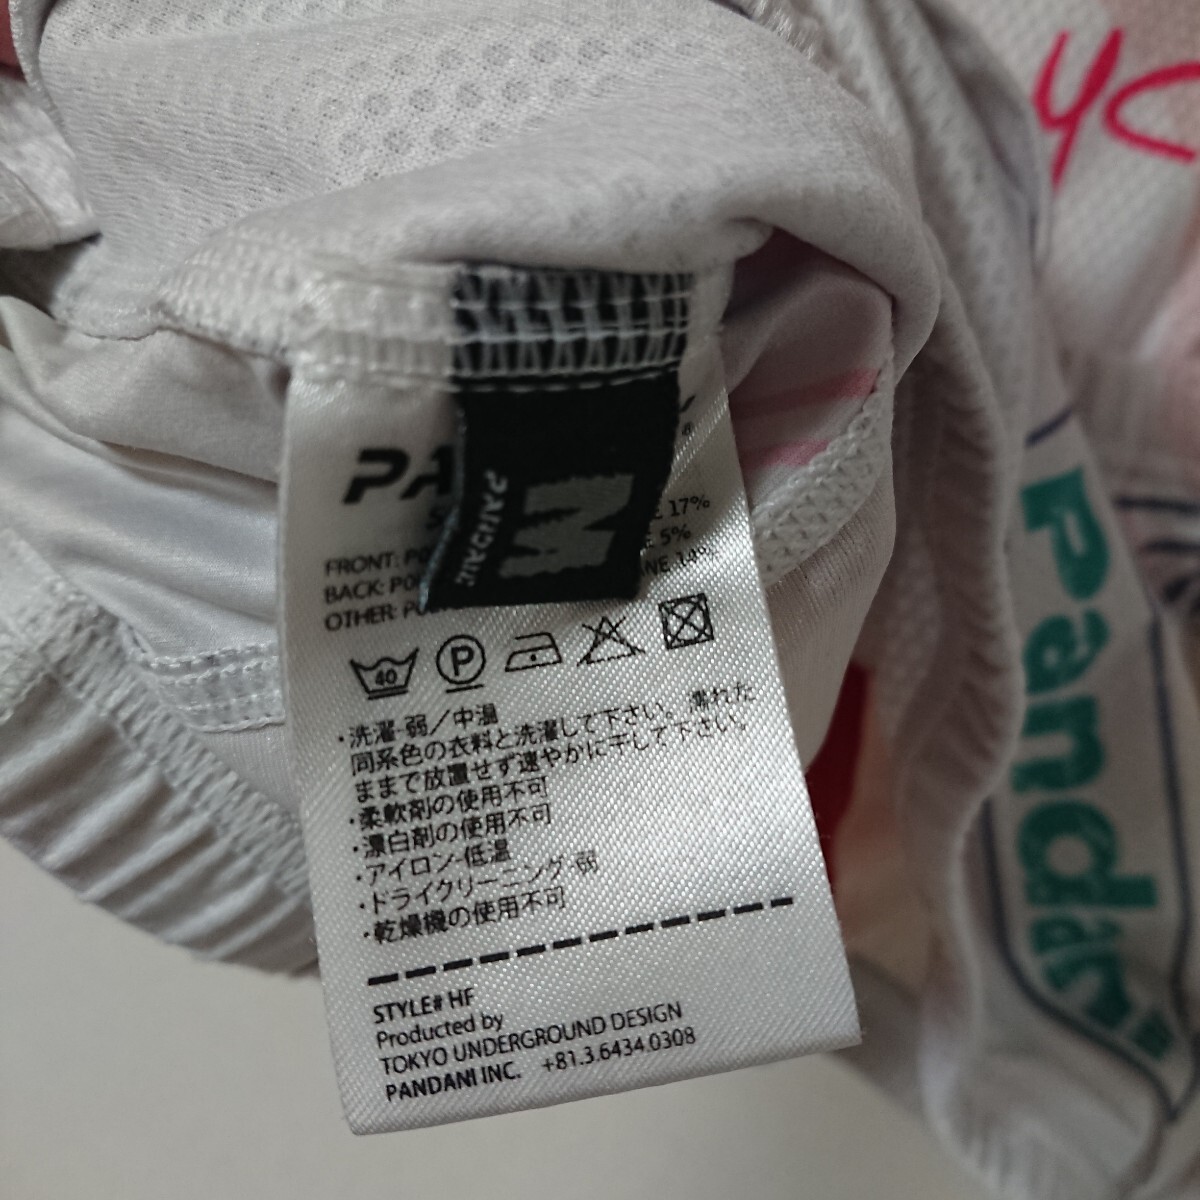 yc
PA
M
PANDANI
FRONT: PO E 17%
BACK: PO E 5%
OTHER: PO NE 14%
40 P
・洗濯-弱／中温
同系色の衣料と洗濯して下さい。濡れた
ままで放置せず速やかに干して下さい。
・柔軟剤の使用不可
・漂白剤の使用不可
・アイロン-低温
・ドライクリーニング-弱
・乾燥機の使用不可
STYLE# HF
Producted by
TOKYO UNDERGROUND DESIGN
PANDANI INC. +81.3.6434.0308
Pandani